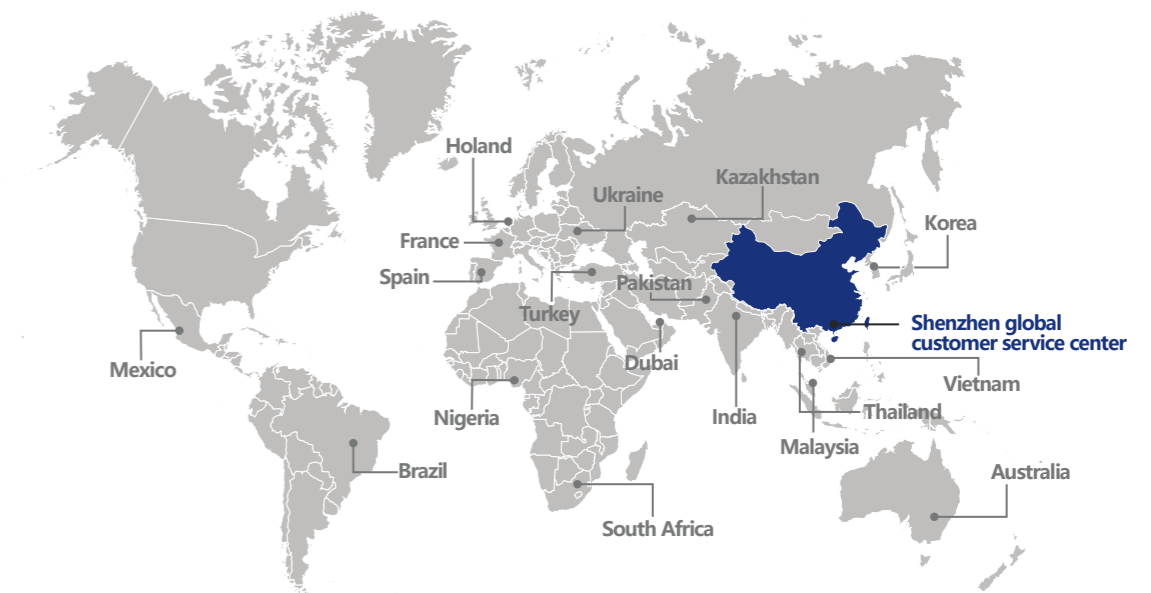 Holand
Kazakhstan
Ukraine
Korea
France
Spain
Pakistan
Turkey
Shenzhen global
customer service center
Mexico
Dubai
Vietnam
Nigeria
India
Thailand
Malaysia
Brazil
Australia
South Africa